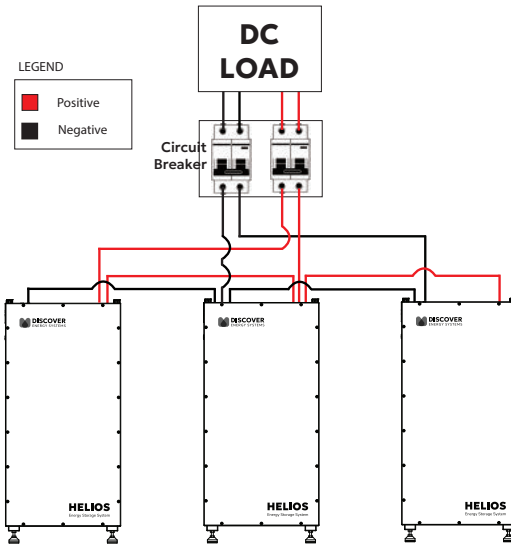 DC
LOAD
LEGEND
Positive
Negative
Circuit
Breaker
DISCOVER
ENERGY SYSTEMS
DISCOVER
ENERGY SYSTEMS
DISCOVER
ENERGY SYSTEMS
HELIOS
Energy Storage System
HELIOS
Energy Storage System
HELIOS
Energy Storage System